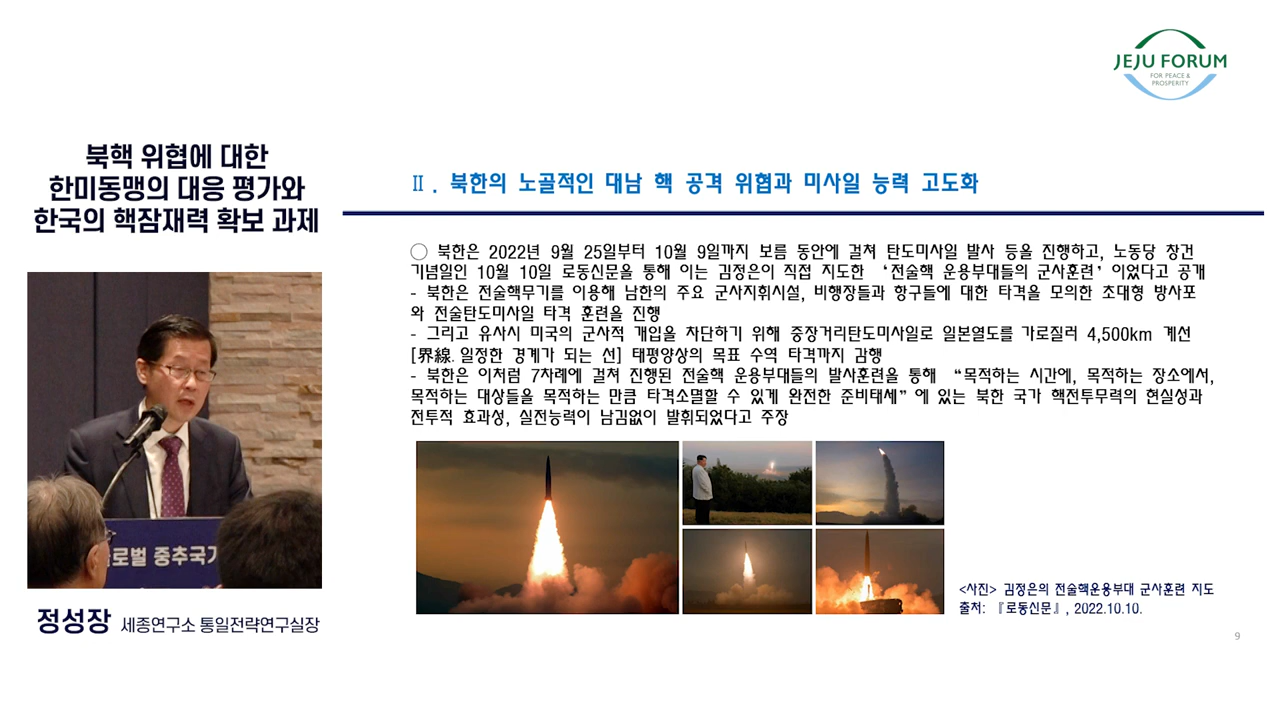 JEJU FORUM
FOR PEACE &
PROSPERITY
북핵 위협에 대한
한미동맹의 대응 평가와
한국의 핵잠재력 확보 과제
Ⅱ. 북한의 노골적인 대남 핵 공격 위협과 미사일 능력 고도화
○ 북한은 2022년 9월 25일부터 10월 9일까지 보름 동안에 걸쳐 탄도미사일 발사 등을 진행하고, 노동당 창건
기념일인 10월 10일 로동신문을 통해 이는 김정은이 직접 지도한 ‘전술핵 운용부대들의 군사훈련’이었다고 공개
- 북한은 전술핵무기를 이용해 남한의 주요 군사지휘시설, 비행장들과 항구들에 대한 타격을 모의한 초대형 방사포
와 전술탄도미사일 타격 훈련을 진행
- 그리고 유사시 미국의 군사적 개입을 차단하기 위해 중장거리탄도미사일로 일본열도를 가로질러 4,500km 계선
[界線. 일정한 경계가 되는 선] 태평양상의 목표 수역 타격까지 감행
- 북한은 이처럼 7차례에 걸쳐 진행된 전술핵 운용부대들의 발사훈련을 통해 “목적하는 시간에, 목적하는 장소에서,
목적하는 대상들을 목적하는 만큼 타격소멸할 수 있게 완전한 준비태세”에 있는 북한 국가 핵전투무력의 현실성과
전투적 효과성, 실전능력이 남김없이 발휘되었다고 주장
로벌 중추국가
<사진> 김정은의 전술핵운용부대 군사훈련 지도
출처: 『로동신문』, 2022.10.10.
정성장 세종연구소 통일전략연구실장
9